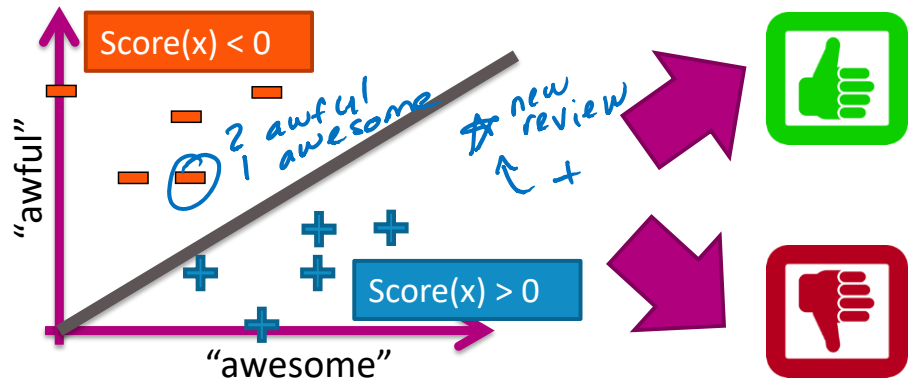 Score(x) < 0
2 awful
1 awesome
new
review
+
“awful”
Score(x) > 0
“awesome”